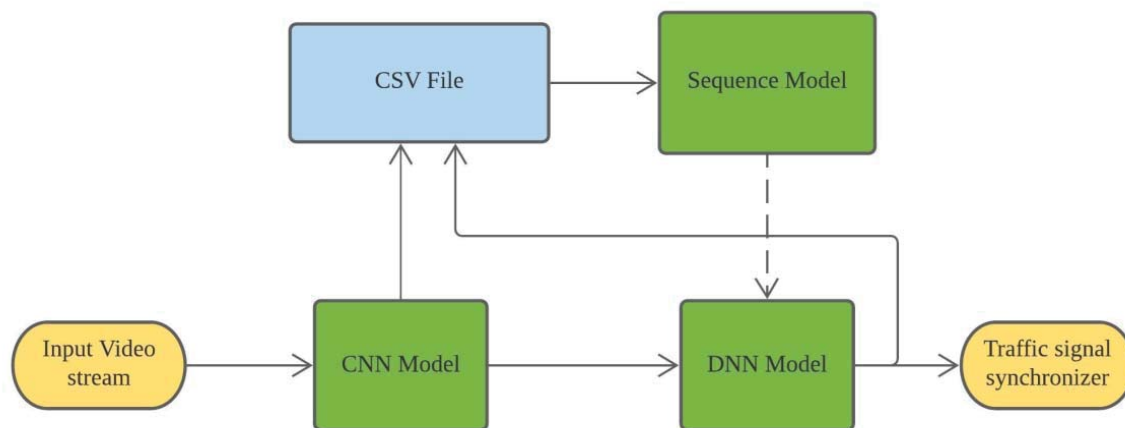 CSV File
Sequence Model
Input Video
stream
CNN Model
DNN Model
Traffic signal
synchronizer